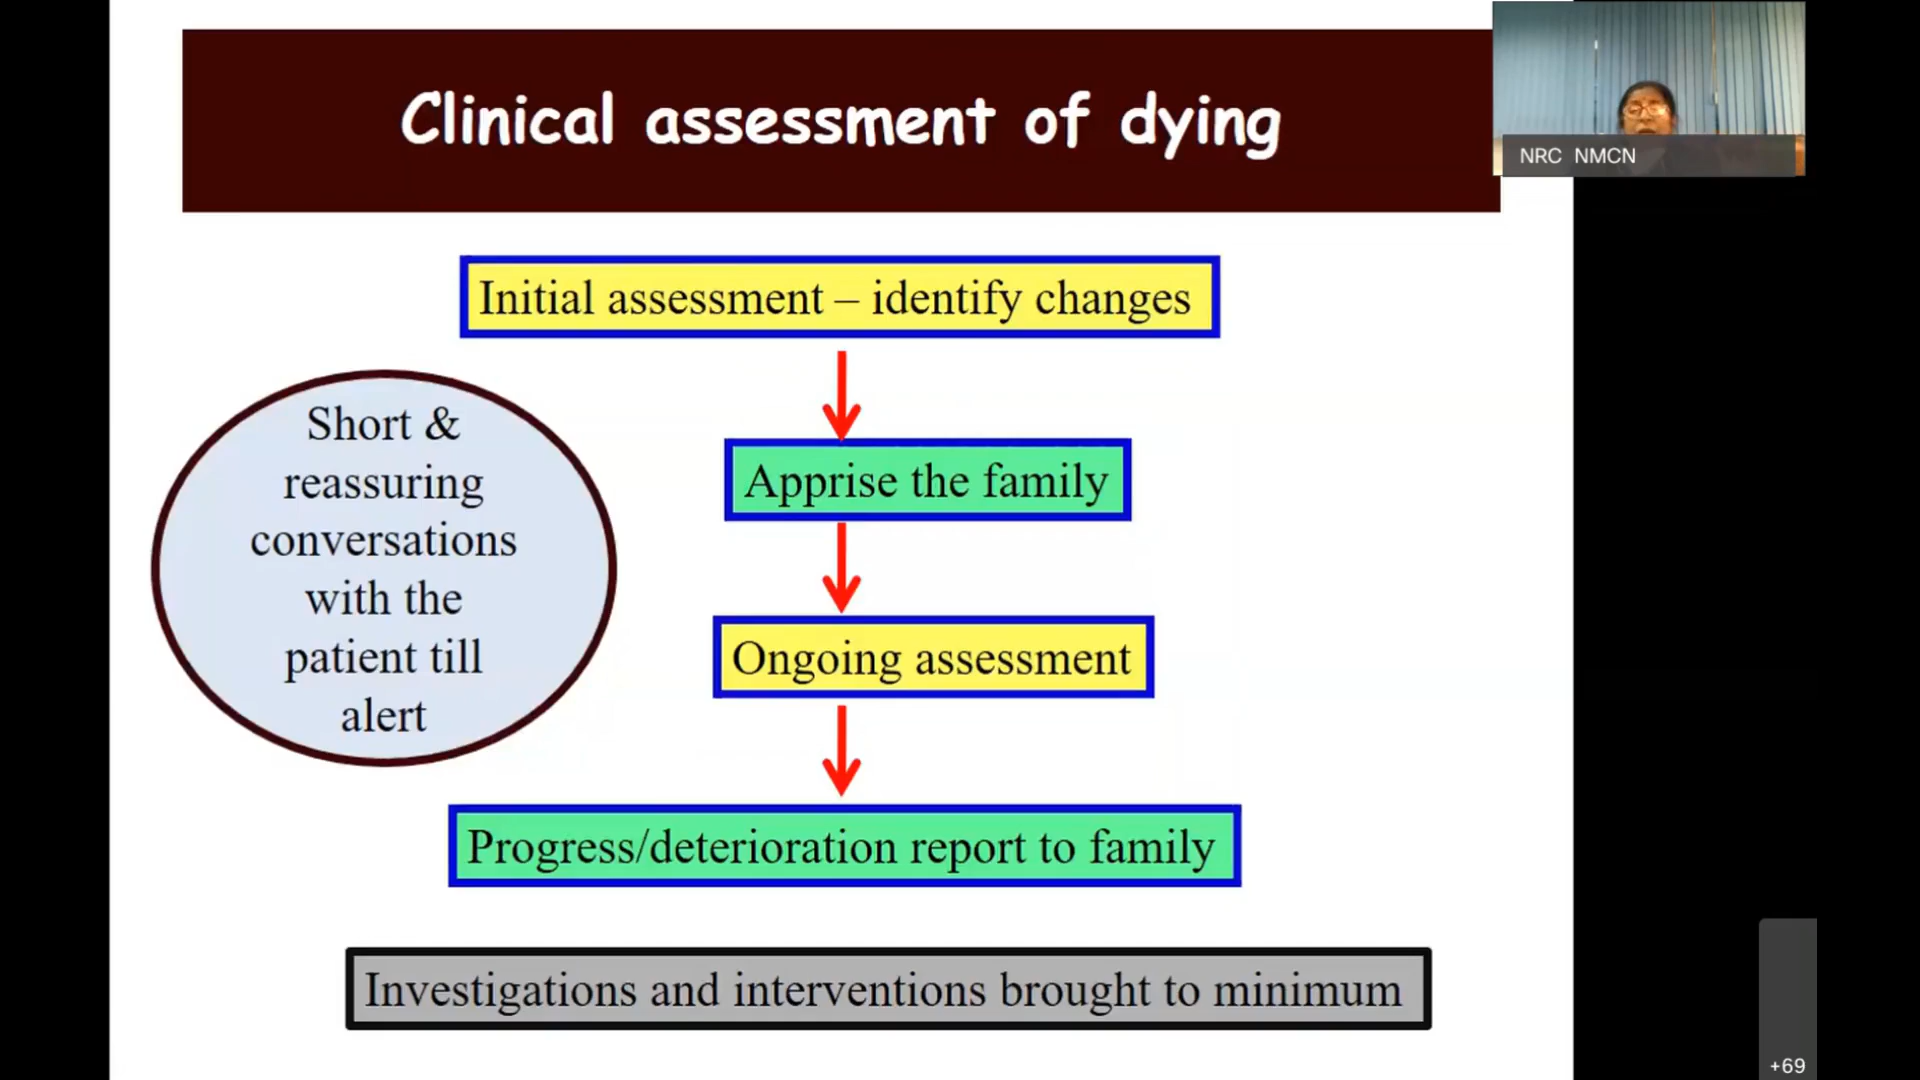 Clinical assessment of dying
NRC NMCN
Initial assessment – identify changes
Short &
reassuring
conversations
with the
patient till
alert
Apprise the family
Ongoing assessment
Progress/deterioration report to family
Investigations and interventions brought to minimum
+69